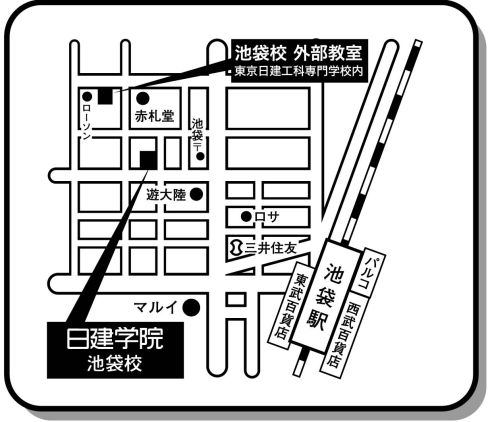 池袋校 外部教室
東京日建工科専門学校内
ローソン
赤札堂
池袋〒
遊大陸
ロサ
三井住友
パルコ
池袋駅
東武百貨店
西武百貨店
マルイ
日建学院
池袋校